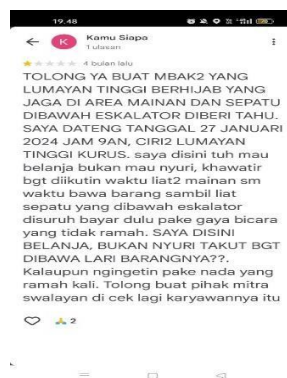 19.48
Kamu Siapa
1 ulasan
4 bulan lalu
TOLONG YA BUAT MBAK2 YANG
LUMAYAN TINGGI BERHIJAB YANG
JAGA DI AREA MAINAN DAN SEPATU
DIBAWAH ESKALATOR DIBERI TAHU.
SAYA DATENG TANGGAL 27 JANUARI
2024 JAM 9AN, CIRI2 LUMAYAN
TINGGI KURUS. saya disini tuh mau
belanja bukan mau nyuri, khawatir
bgt diikutin waktu liat2 mainan sm
waktu bawa barang sambil liat
sepatu yang dibawah eskalator
disuruh bayar dulu pake gaya bicara
yang tidak ramah. SAYA DISINI
BELANJA, BUKAN NYURI TAKUT BGT
DIBAWA LARI BARANGNYA??.
Kalaupun ngingetin pake nada yang
ramah kali. Tolong buat pihak mitra
swalayan di cek lagi karyawannya itu
2